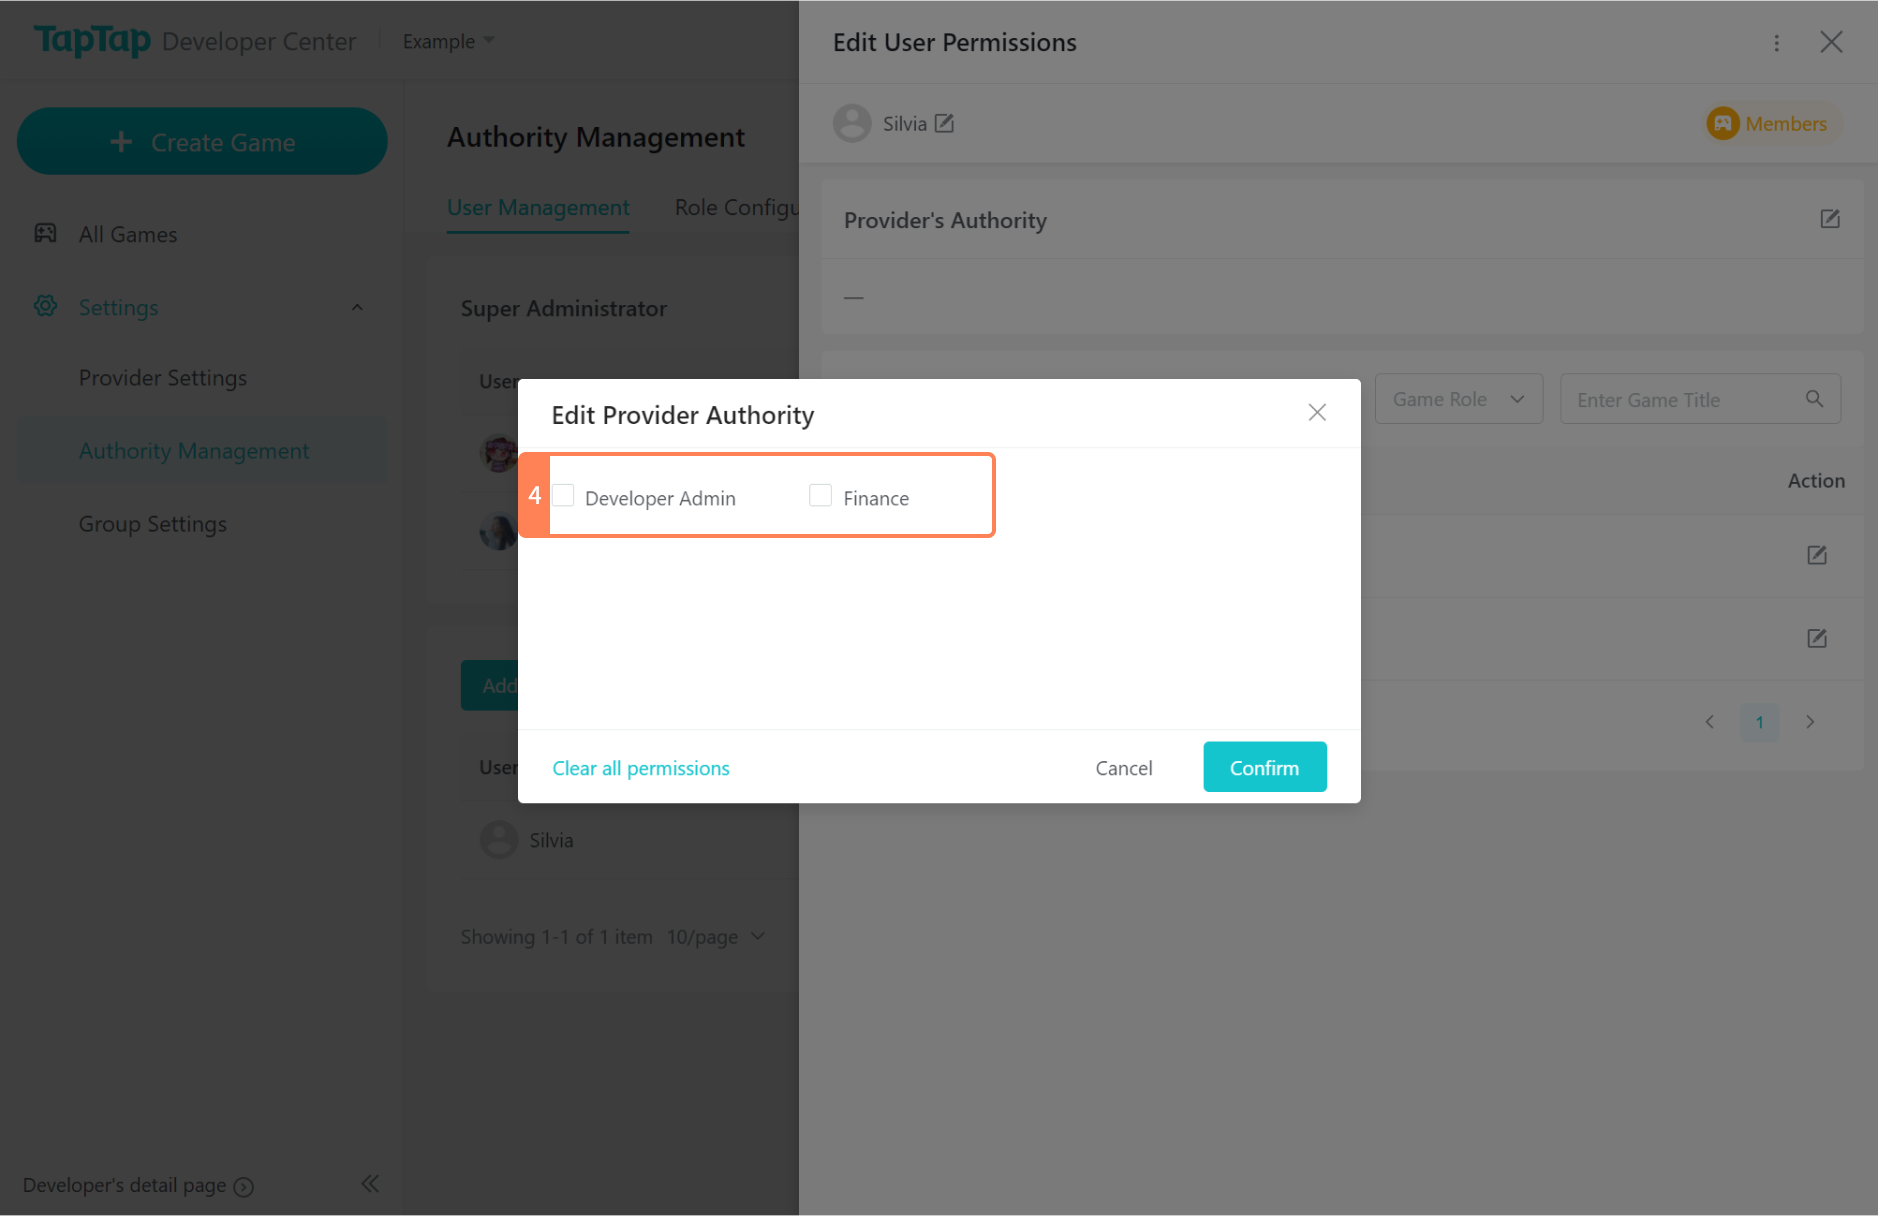 TapTap Developer Center
Example
Create Game
All Games
Settings
Provider Settings
Authority Management
Group Settings
Developer's detail page
Authority Management
User Management
Role Configu
Super Administrator
User
Add
User
Silvia
Showing 1-1 of 1 item 10/page
Edit User Permissions
Silvia
Members
Provider's Authority
—
Game Role
Enter Game Title
Action
1
Edit Provider Authority
4
Developer Admin
Finance
Clear all permissions
Cancel
Confirm